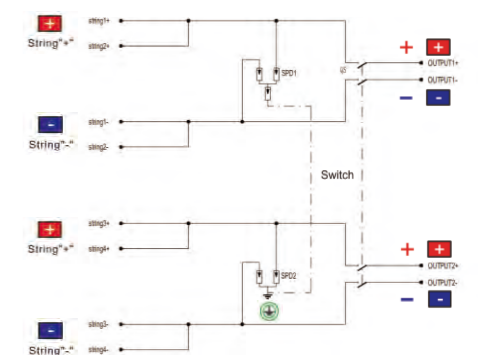 string1+
String"+"
string2+
SPD1
+ +
OUTPUT1+
OUTPUT1-
- -
string1-
String"-"
string2-
Switch
string3+
String"+"
string4+
SPD2
+ +
OUTPUT2+
OUTPUT2-
- -
string3-
String"-"
string4-